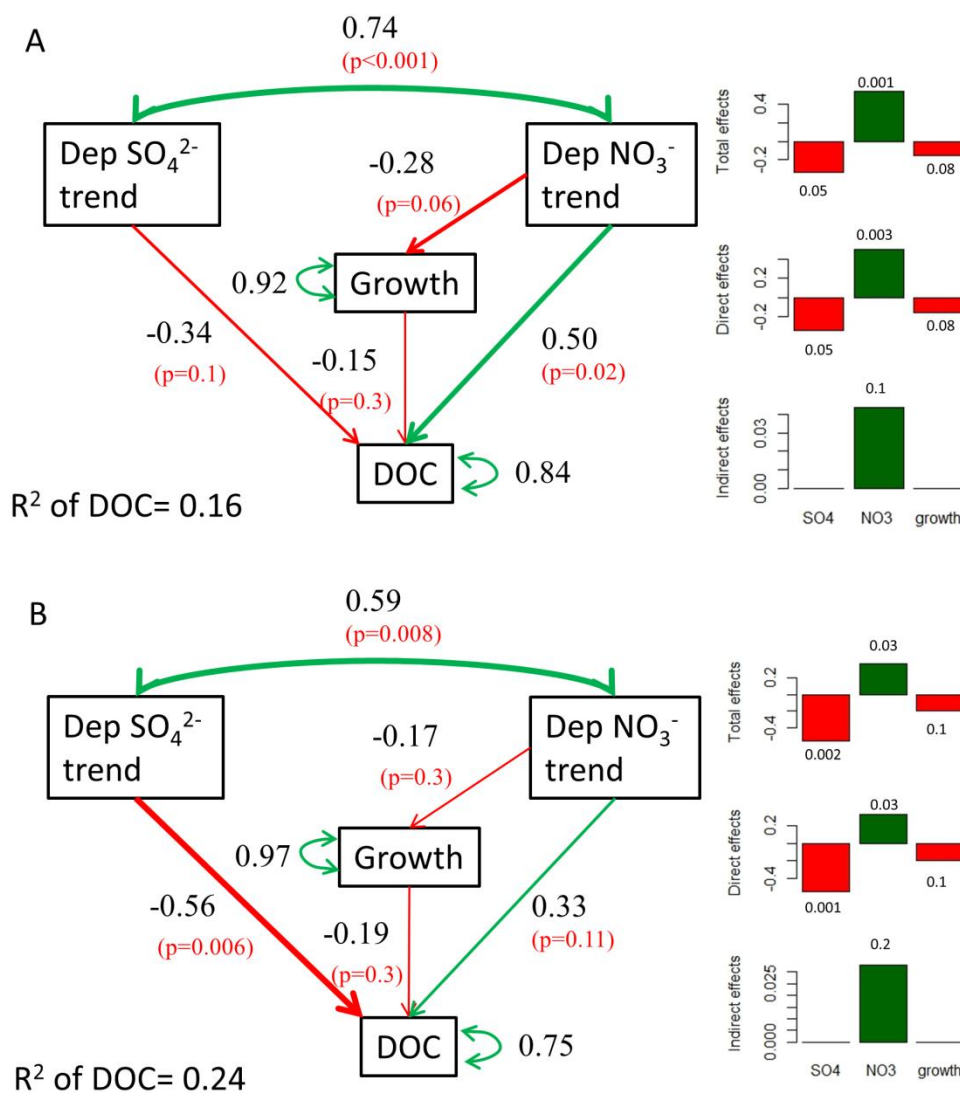 A
0.74
(p<0.001)
Dep SO₄²⁻
trend
Dep NO₃⁻
trend
-0.28
(p=0.06)
0.92
Growth
-0.34
(p=0.1)
-0.15
(p=0.3)
0.50
(p=0.02)
DOC
0.84
R² of DOC= 0.16
Total effects
0.4
-0.2
0.001
0.05
0.08
Direct effects
0.2
-0.2
0.003
0.05
0.08
Indirect effects
0.03
0.00
0.1
SO4 NO3 growth
B
0.59
(p=0.008)
Dep SO₄²⁻
trend
Dep NO₃⁻
trend
-0.17
(p=0.3)
0.97
Growth
-0.56
(p=0.006)
-0.19
(p=0.3)
0.33
(p=0.11)
DOC
0.75
R² of DOC= 0.24
Total effects
0.2
-0.4
0.03
0.002
0.1
Direct effects
0.2
-0.4
0.03
0.001
0.1
Indirect effects
0.025
0.000
0.2
SO4 NO3 growth